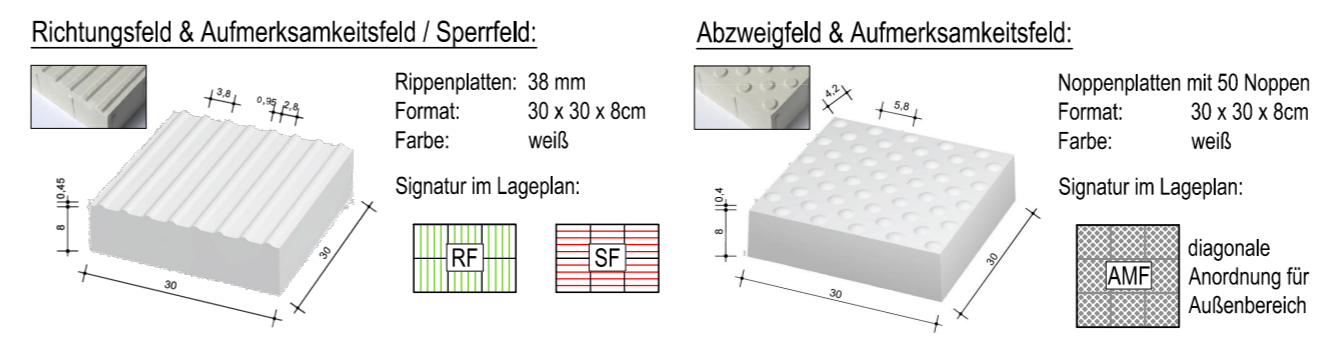 Richtungsfeld & Aufmerksamkeitsfeld / Sperrfeld:
Rippenplatten: 38 mm
Format: 30 x 30 x 8cm
Farbe: weiß
Signatur im Lageplan:
RF
SF
3,8
0,95
2,8
0,45
8
30
30
Abzweigfeld & Aufmerksamkeitsfeld:
Noppenplatten mit 50 Noppen
Format: 30 x 30 x 8cm
Farbe: weiß
Signatur im Lageplan:
AMF
diagonale
Anordnung für
Außenbereich
4,2
5,8
0,4
8
30
30